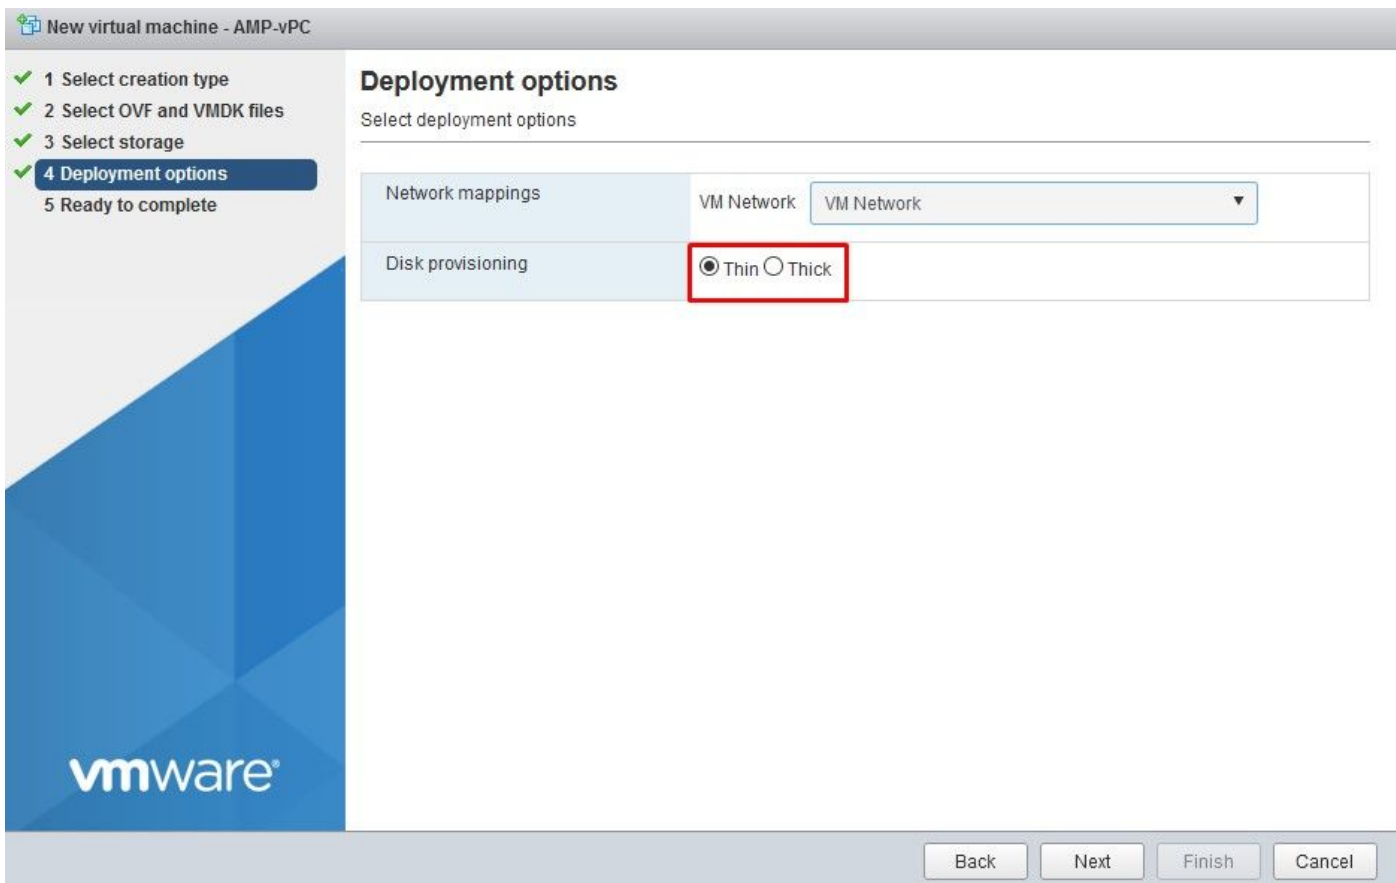 New virtual machine - AMP-vPC
1 Select creation type
2 Select OVF and VMDK files
3 Select storage
4 Deployment options
5 Ready to complete
Deployment options
Select deployment options
Network mappings
VM Network
VM Network
Disk provisioning
Thin
Thick
vmware®
Back
Next
Finish
Cancel